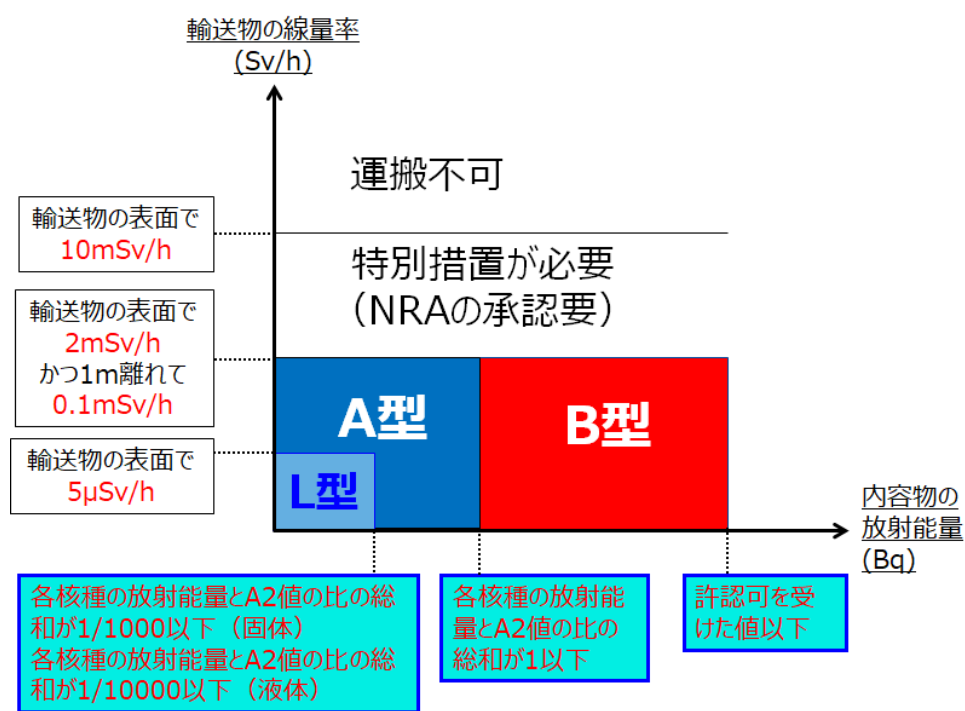 輸送物の線量率
(Sv/h)
運搬不可
輸送物の表面で
10mSv/h
特別措置が必要
（NRAの承認要）
輸送物の表面で
2mSv/h
かつ1m離れて
0.1mSv/h
A型
B型
輸送物の表面で
5μSv/h
L型
内容物の
放射能量
(Bq)
各核種の放射能量とA2値の比の総
和が1/1000以下（固体）
各核種の放射能量とA2値の比の総
和が1/10000以下（液体）
各核種の放射能
量とA2値の比の
総和が1以下
許認可を受
けた値以下